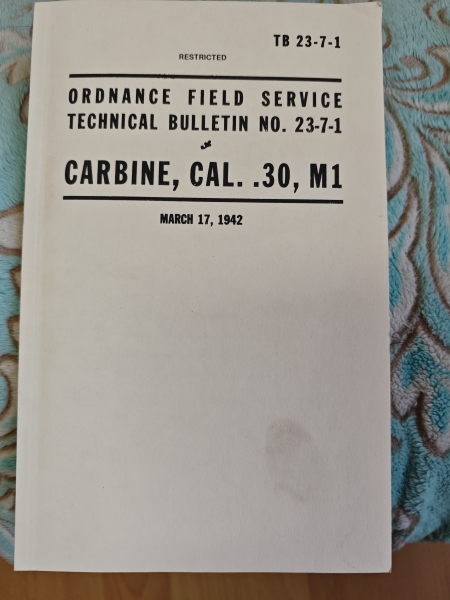 TB 23-7-1
RESTRICTED
ORDNANCE FIELD SERVICE
TECHNICAL BULLETIN NO. 23-7-1
CARBINE, CAL. .30, M1
MARCH 17, 1942